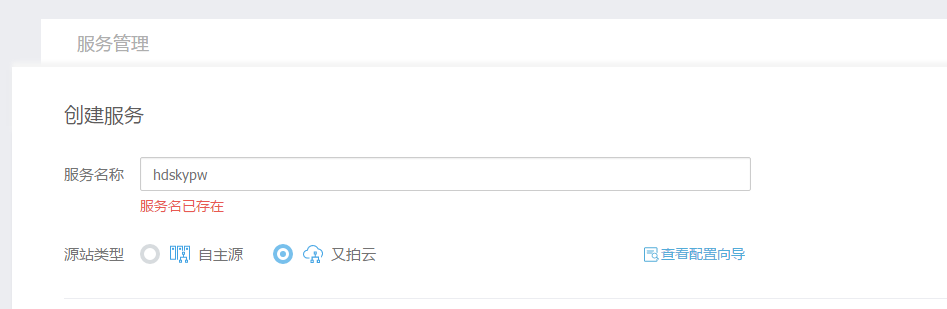 服务管理
创建服务
服务名称 hdskypw
服务名已存在
源站类型 自主源 又拍云 查看配置向导